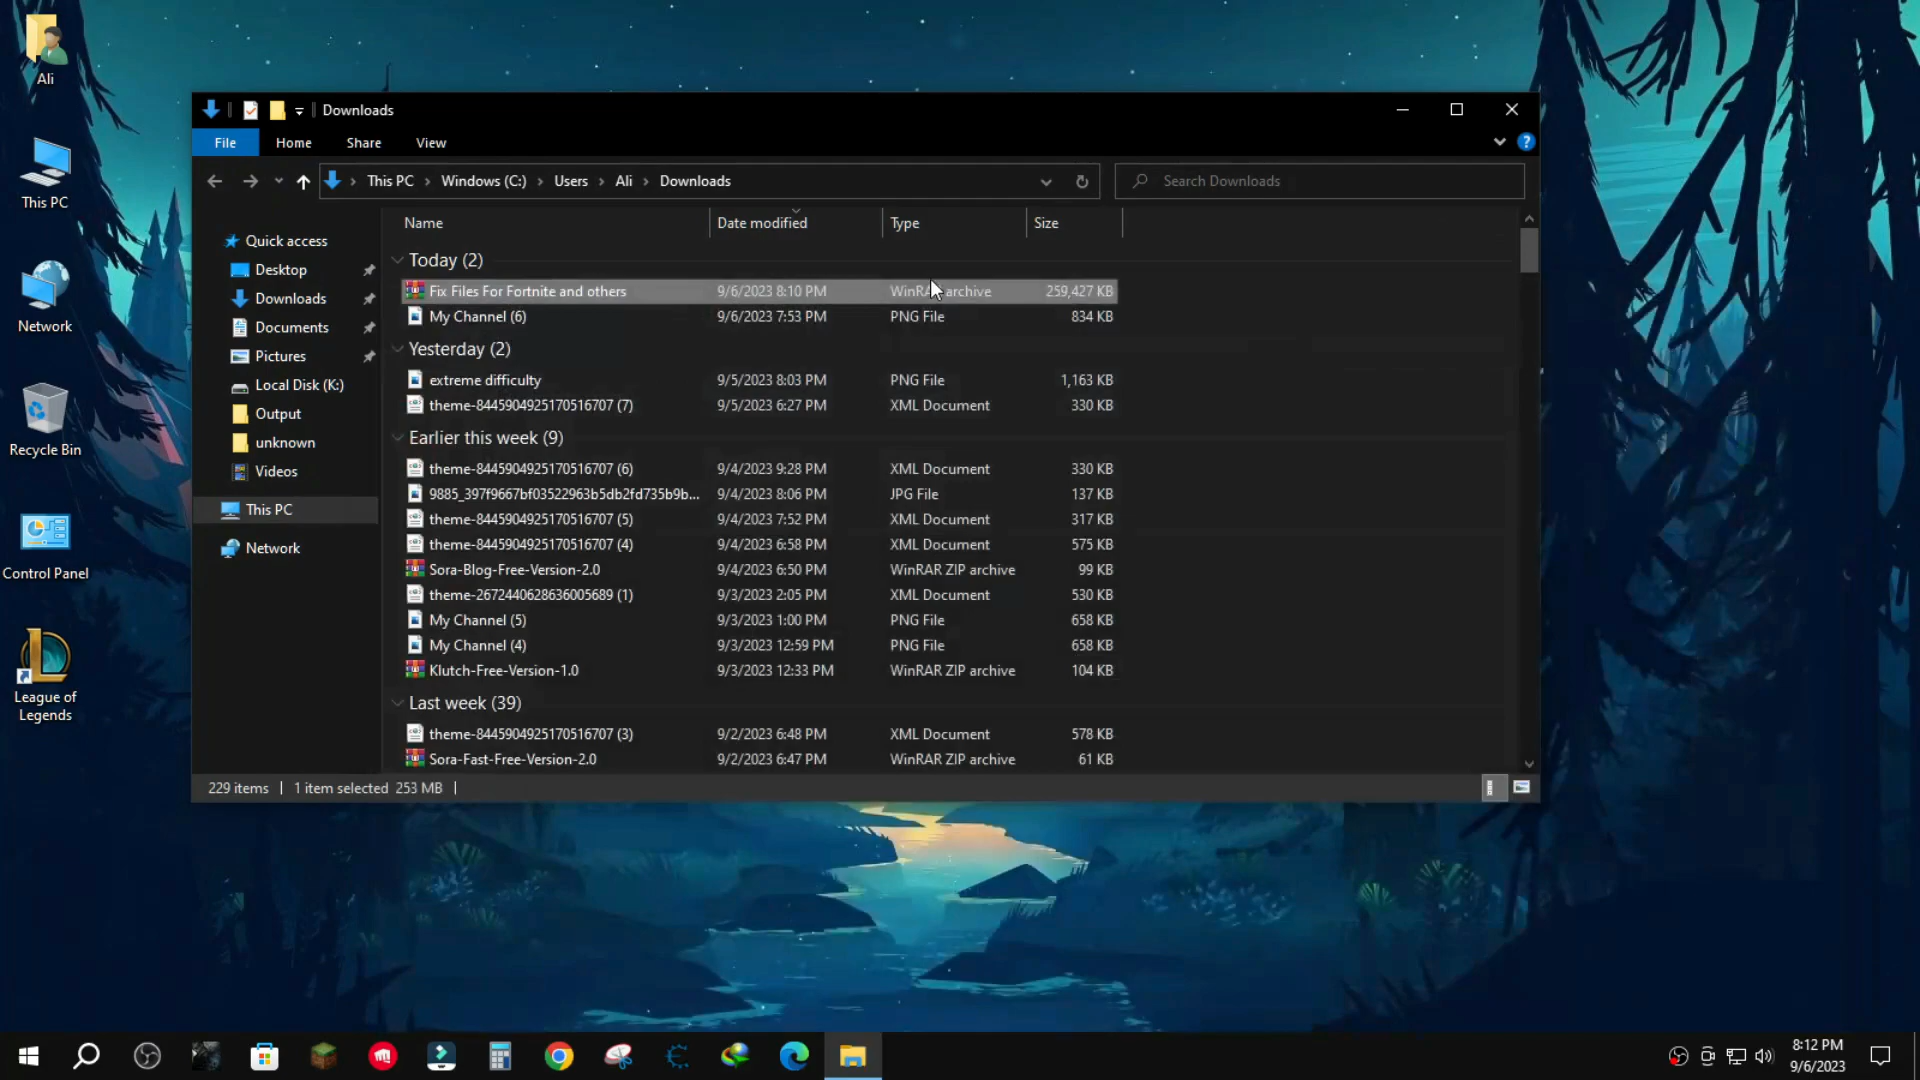 Ali
This PC
Network
Recycle Bin
Control Panel
League of
Legends
Downloads
File Home Share View
This PC Windows (C:) Users Ali Downloads
Search Downloads
Quick access
Desktop
Downloads
Documents
Pictures
Local Disk (K:)
Output
unknown
Videos
This PC
Network
Name Date modified Type Size
Today (2)
Fix Files For Fortnite and others 9/6/2023 8:10 PM WinRAR archive 259,427 KB
My Channel (6) 9/6/2023 7:53 PM PNG File 834 KB
Yesterday (2)
extreme difficulty 9/5/2023 8:03 PM PNG File 1,163 KB
theme-8445904925170516707 (7) 9/5/2023 6:27 PM XML Document 330 KB
Earlier this week (9)
theme-8445904925170516707 (6) 9/4/2023 9:28 PM XML Document 330 KB
9885_397f9667bf03522963b5db2fd735b9b... 9/4/2023 8:06 PM JPG File 137 KB
theme-8445904925170516707 (5) 9/4/2023 7:52 PM XML Document 317 KB
theme-8445904925170516707 (4) 9/4/2023 6:58 PM XML Document 575 KB
Sora-Blog-Free-Version-2.0 9/4/2023 6:50 PM WinRAR ZIP archive 99 KB
theme-2672440628636005689 (1) 9/3/2023 2:05 PM XML Document 530 KB
My Channel (5) 9/3/2023 1:00 PM PNG File 658 KB
My Channel (4) 9/3/2023 12:59 PM PNG File 658 KB
Klutch-Free-Version-1.0 9/3/2023 12:33 PM WinRAR ZIP archive 104 KB
Last week (39)
theme-8445904925170516707 (3) 9/2/2023 6:48 PM XML Document 578 KB
Sora-Fast-Free-Version-2.0 9/2/2023 6:47 PM WinRAR ZIP archive 61 KB
229 items 1 item selected 253 MB
8:12 PM
9/6/2023